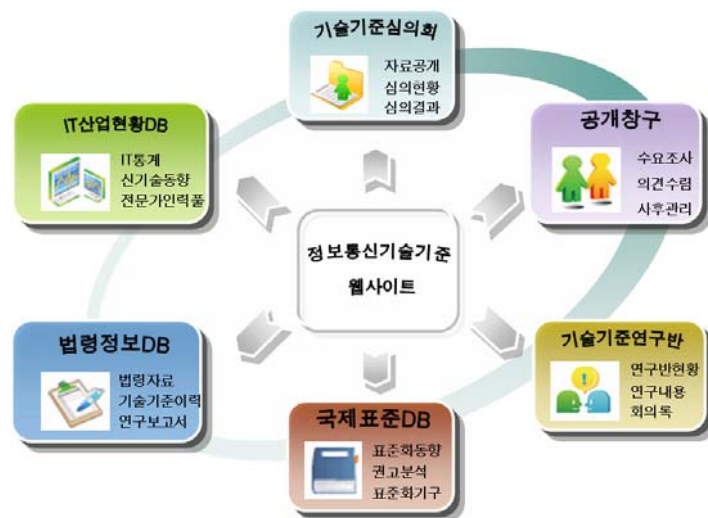 기술기준심의회
자료공개
심의현황
심의결과
IT산업현황DB
IT통계
신기술동향
전문가인력풀
공개창구
수요조사
의견수렴
사후관리
정보통신기술기준
웹사이트
법령정보DB
법령자료
기술기준이력
연구보고서
기술기준연구반
연구반현황
연구내용
회의록
국제표준DB
표준화동향
권고분석
표준화기구